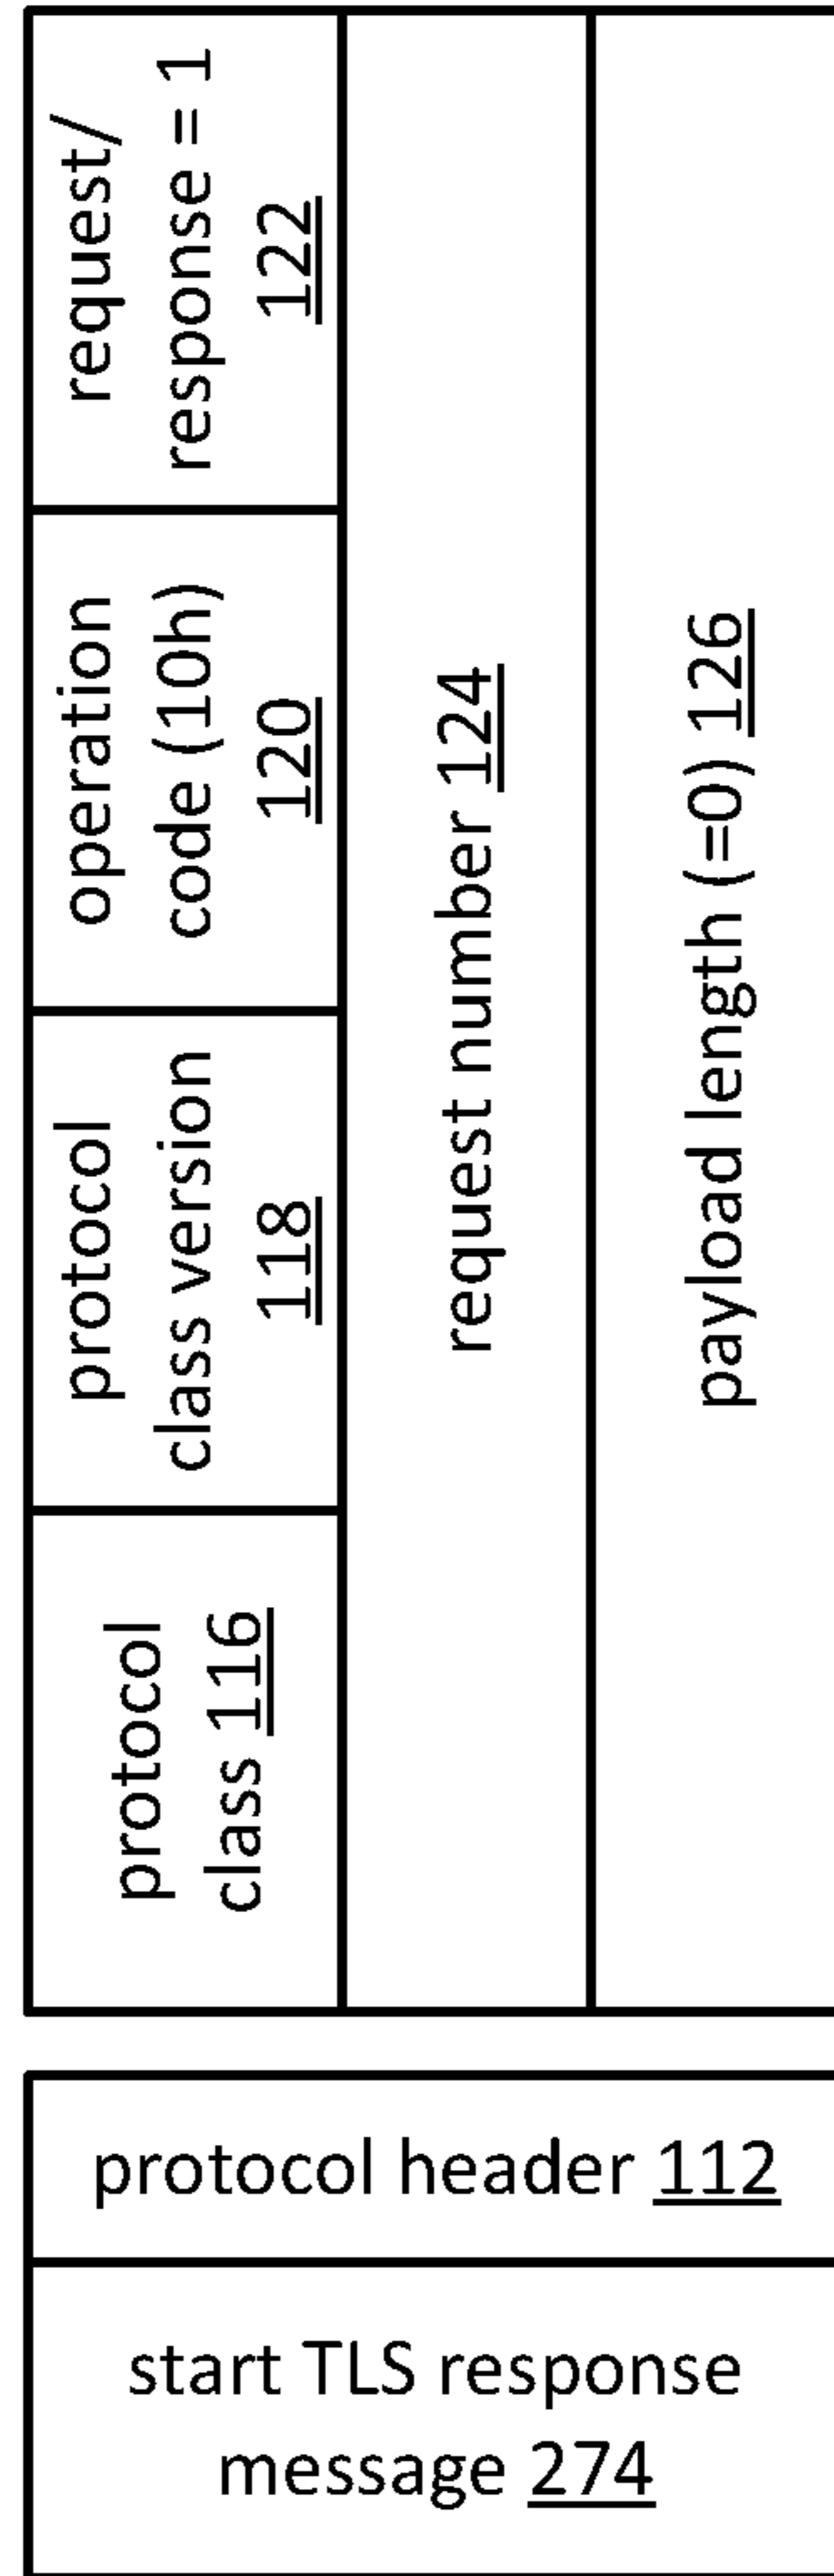 protocol header 112
start TLS response
message 274
protocol
class 116
protocol
class version
118
operation
code (10h)
120
request/
response = 1
122
request number 124
payload length (=0) 126